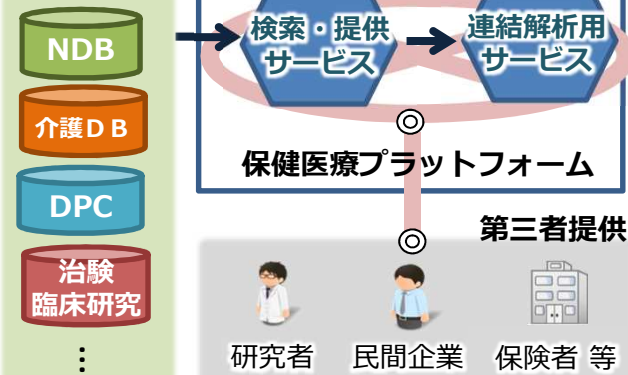 NDB
介護DB
DPC
治験
臨床研究
⋮
検索・提供
サービス
連結解析用
サービス
保健医療プラットフォーム
第三者提供
研究者
民間企業
保険者 等